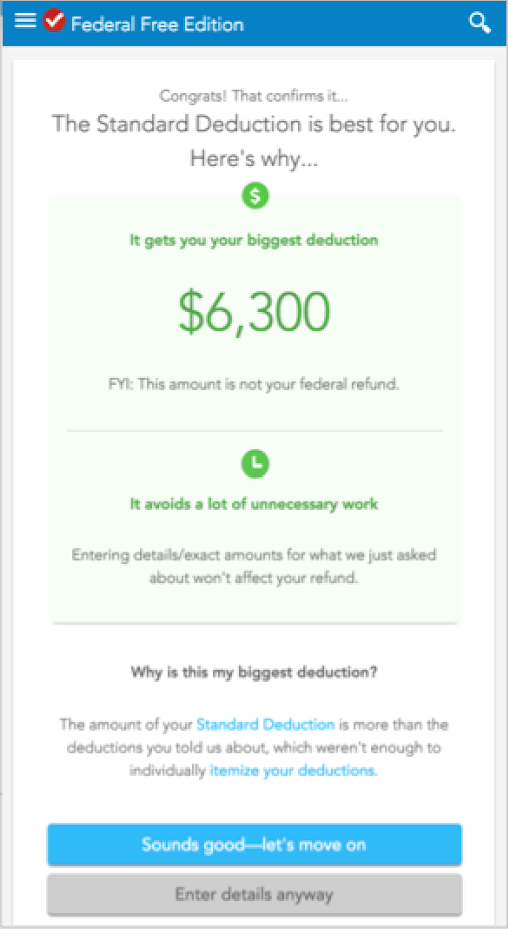 Federal Free Edition
Congrats! That confirms it...
The Standard Deduction is best for you.
Here's why...
$
It gets you your biggest deduction
$6,300
FYI: This amount is not your federal refund.
It avoids a lot of unnecessary work
Entering details/exact amounts for what we just asked
about won't affect your refund.
Why is this my biggest deduction?
The amount of your Standard Deduction is more than the
deductions you told us about, which weren't enough to
individually itemize your deductions.
Sounds good—let's move on
Enter details anyway